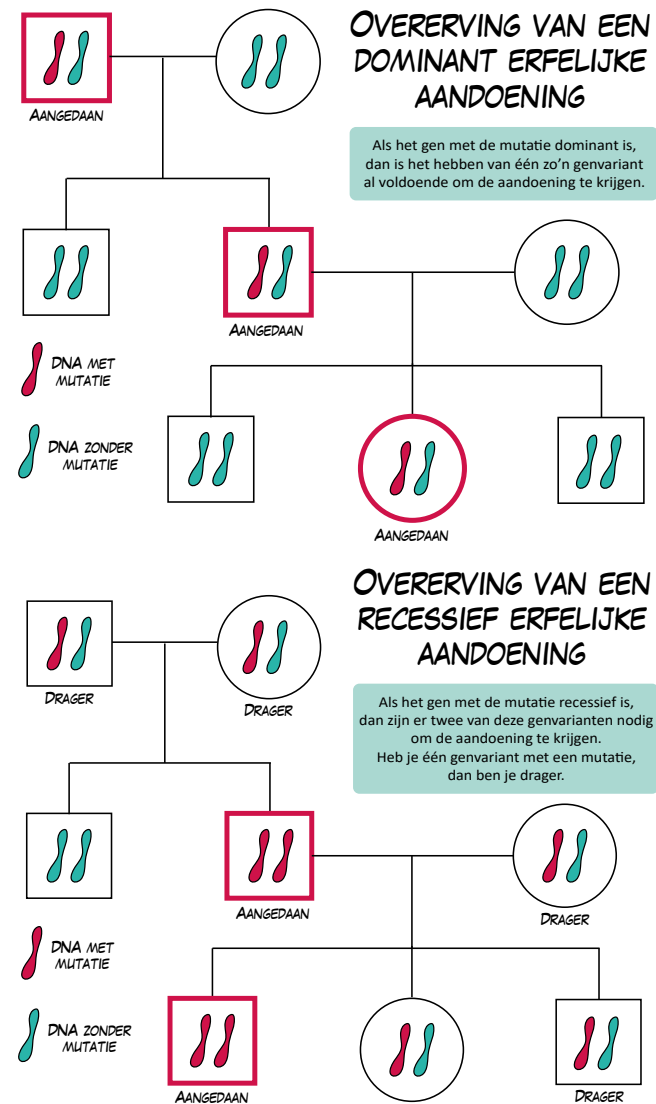 OVERERVING VAN EEN
DOMINANT ERFELIJKE
AANDOENING
Als het gen met de mutatie dominant is,
dan is het hebben van één zo'n genvariant
al voldoende om de aandoening te krijgen.
AANGEDAAN
AANGEDAAN
DNA MET
MUTATIE
DNA ZONDER
MUTATIE
AANGEDAAN
OVERERVING VAN EEN
RECESSIEF ERFELIJKE
AANDOENING
Als het gen met de mutatie recessief is,
dan zijn er twee van deze genvarianten nodig
om de aandoening te krijgen.
Heb je één genvariant met een mutatie,
dan ben je drager.
DRAGER
DRAGER
AANGEDAAN
DRAGER
DNA MET
MUTATIE
DNA ZONDER
MUTATIE
AANGEDAAN
DRAGER